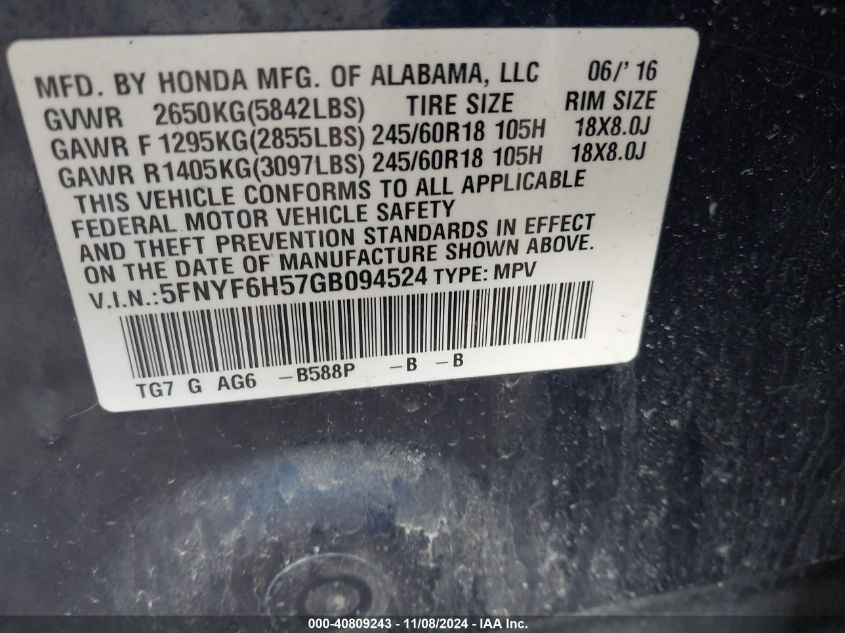 MFD. BY HONDA MFG. OF ALABAMA, LLC 06/' 16
GVWR 2650KG(5842LBS) TIRE SIZE RIM SIZE
GAWR F 1295KG(2855LBS) 245/60R18 105H 18X8.0J
GAWR R1405KG(3097LBS) 245/60R18 105H 18X8.0J
THIS VEHICLE CONFORMS TO ALL APPLICABLE
FEDERAL MOTOR VEHICLE SAFETY
AND THEFT PREVENTION STANDARDS IN EFFECT
ON THE DATE OF MANUFACTURE SHOWN ABOVE.
V.I.N.:5FNYF6H57GB094524 TYPE: MPV
TG7 G AG6 -B588P -B -B
000-40809243 - 11/08/2024 - IAA Inc.